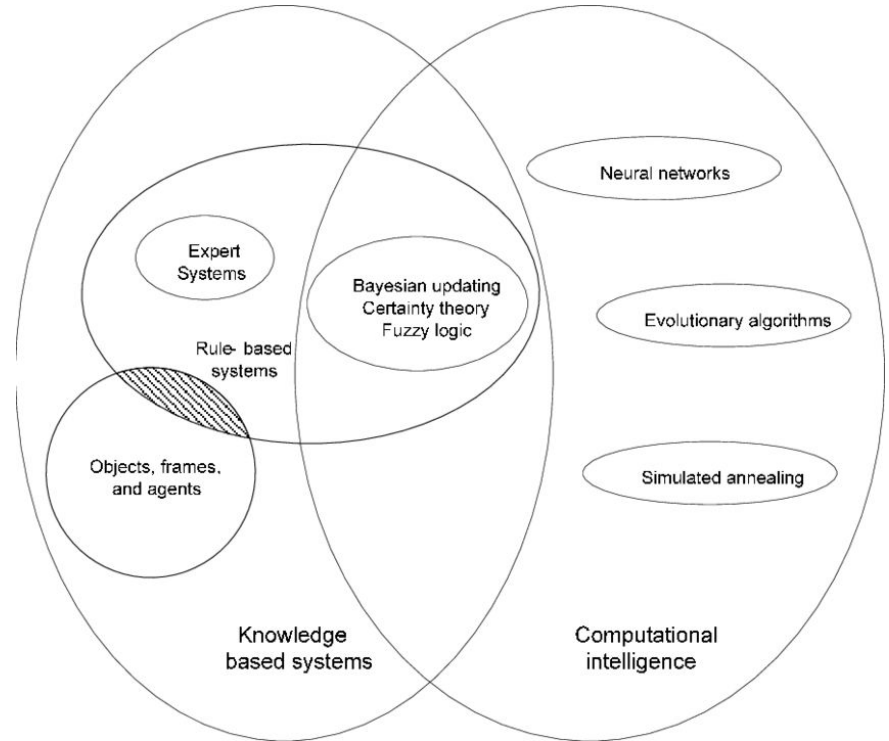 Neural networks
Expert
Systems
Bayesian updating
Certainty theory
Fuzzy logic
Evolutionary algorithms
Rule- based
systems
Objects, frames,
and agents
Simulated annealing
Knowledge
based systems
Computational
intelligence